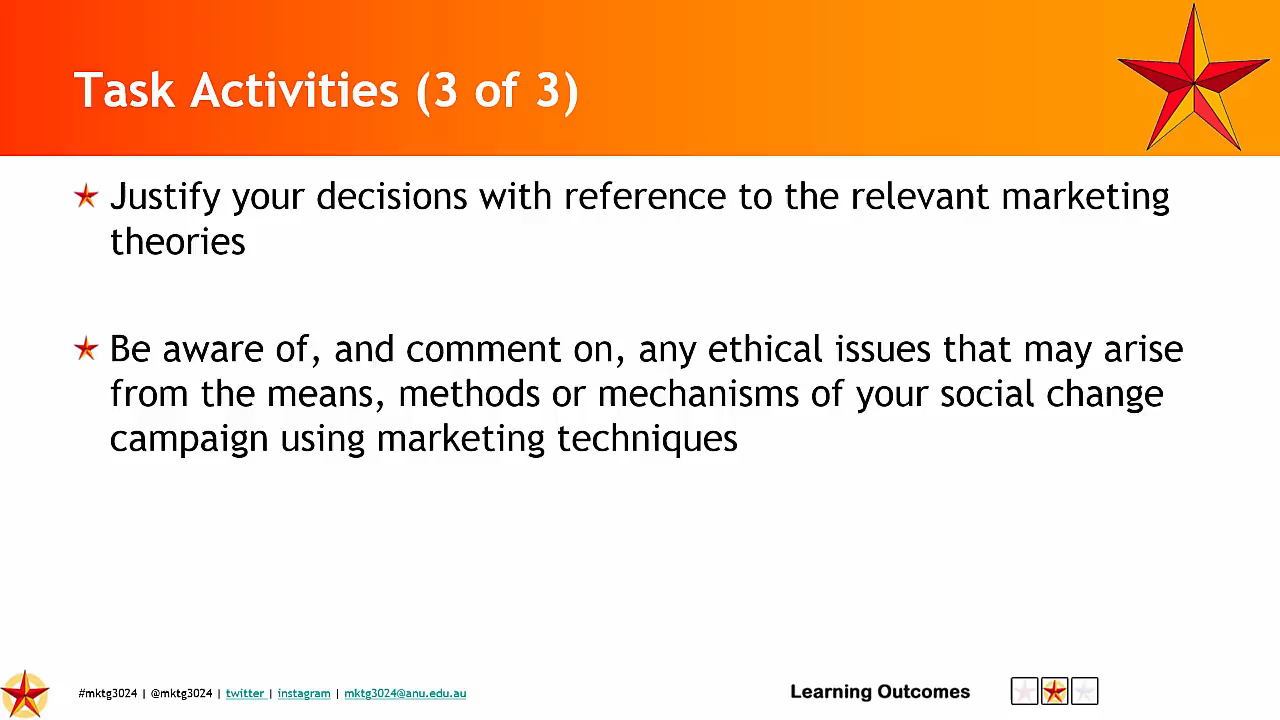 Task Activities (3 of 3)
Justify your decisions with reference to the relevant marketing
theories
Be aware of, and comment on, any ethical issues that may arise
from the means, methods or mechanisms of your social change
campaign using marketing techniques
#mktg3024 | @mktg3024 | twitter | instagram | mktg3024@anu.edu.au
Learning Outcomes